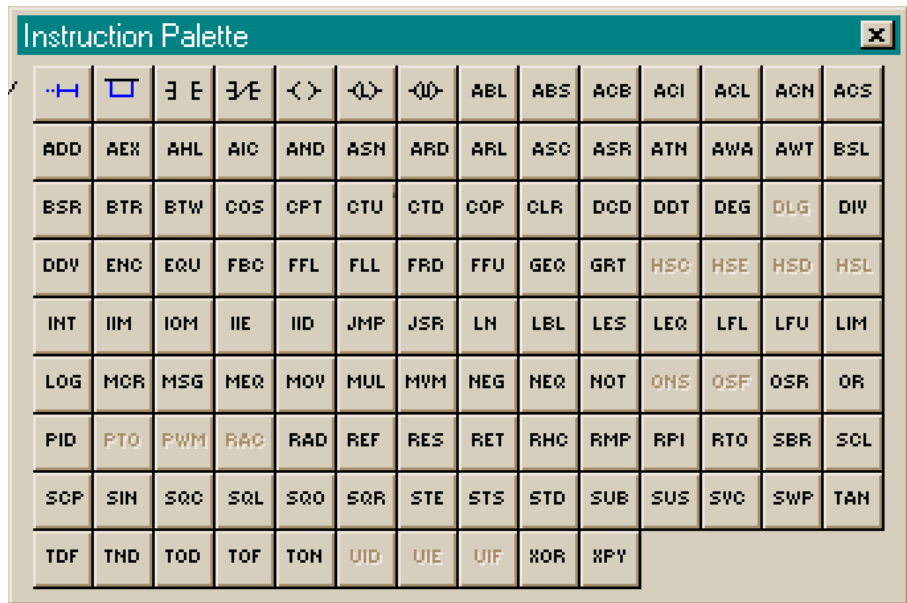 Instruction Palette
ABL ABS ACB ACI ACL ACN ACS
ADD AEX AHL AIC AND ASN ARD ARL ASC ASR ATN AWA AWT BSL
BSR BTR BTW COS CPT CTU CTD COP CLR DCD DDT DEG DLG DIV
DDV ENC EQU FBC FFL FLL FRD FFU GEQ GRT HSC HSE HSD HSL
INT IIM IOM IIE IID JMP JSR LN LBL LES LEQ LFL LFU LIM
LOG MCR MSG MEQ MOV MUL MVM NEG NEQ NOT ONS OSF OSR OR
PID PTO PWM RAC RAD REF RES RET RHC RMP RPI RTO SBR SCL
SCP SIN SQC SQL SQO SQR STE STS STD SUB SUS SVC SWP TAN
TDF TND TOD TOF TON UID UIE UIF XOR XPY